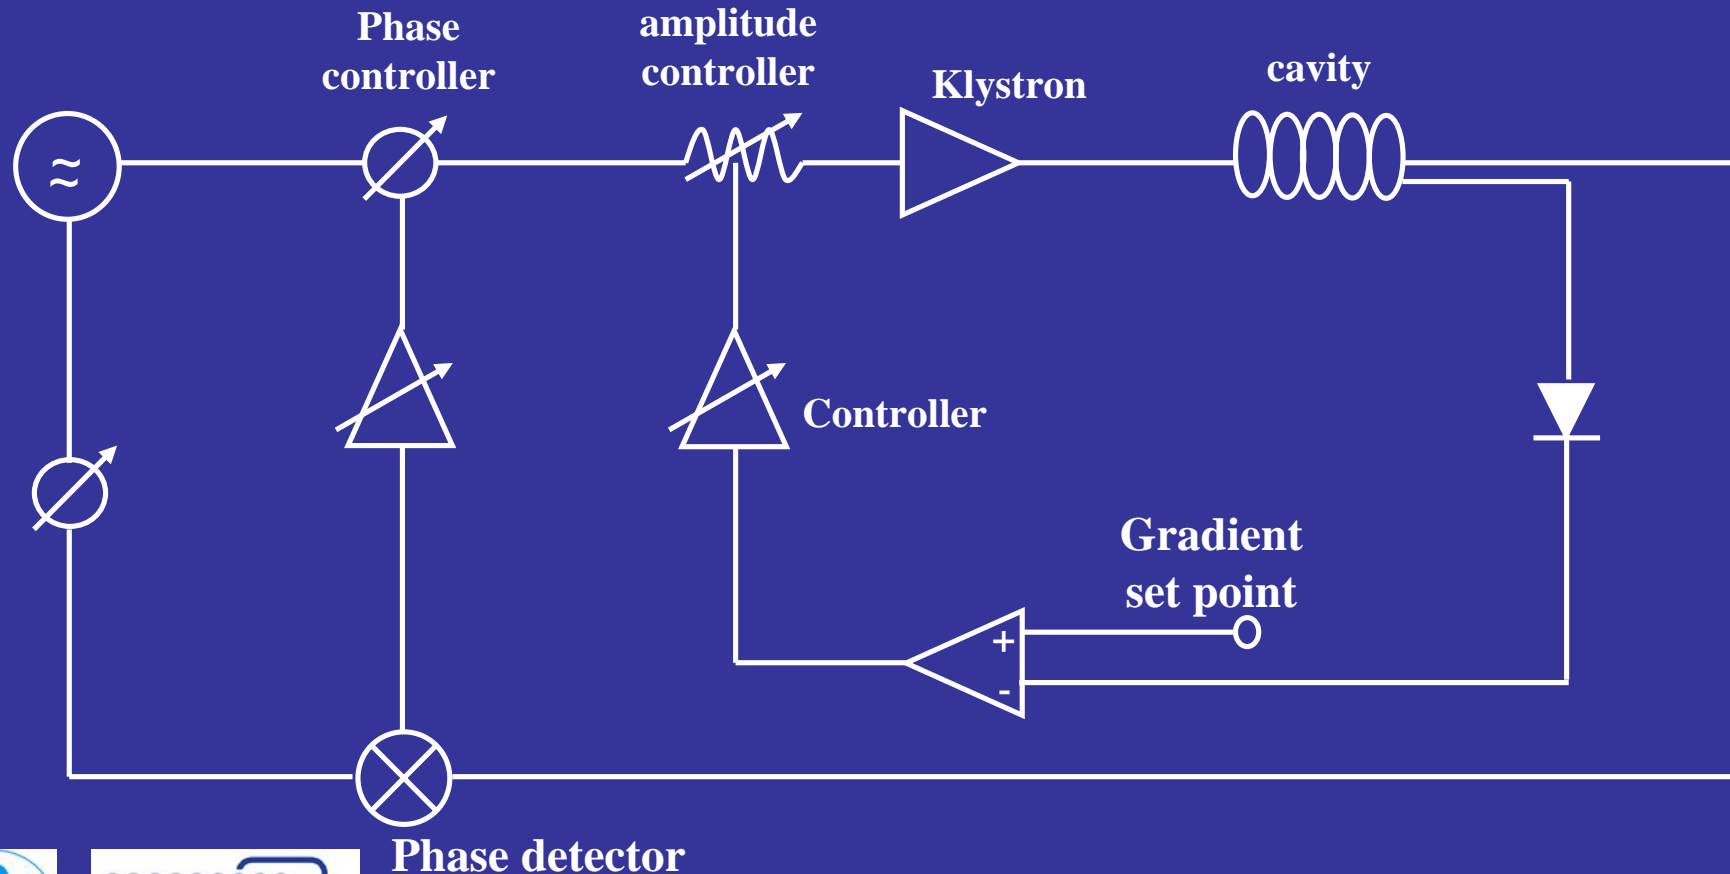 Phase
controller
amplitude
controller
Klystron
cavity
≈
Controller
Gradient
set point
+
-
Phase detector